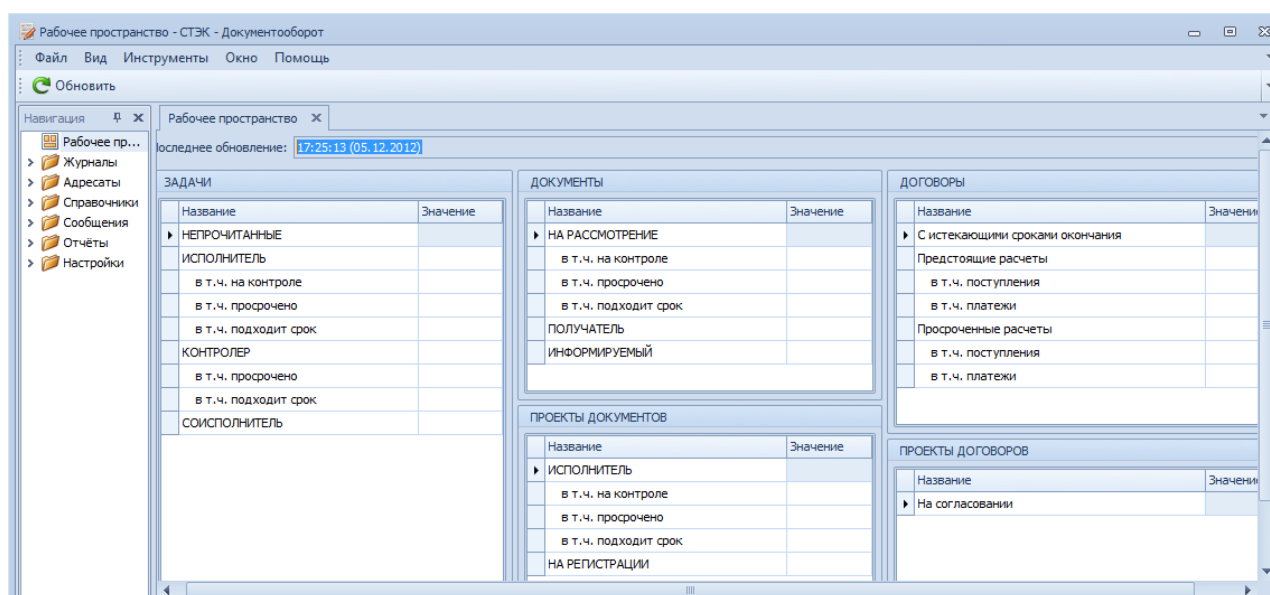 Рабочее пространство - СТЭК - Документооборот
Файл Вид Инструменты Окно Помощь
Обновить
Навигация
Рабочее пр...
Журналы
Адресаты
Справочники
Сообщения
Отчёты
Настройки
Рабочее пространство
Последнее обновление: 17:25:13 (05.12.2012)
ЗАДАЧИ
Название Значение
НЕПРОЧИТАННЫЕ
ИСПОЛНИТЕЛЬ
в т.ч. на контроле
в т.ч. просрочено
в т.ч. подходит срок
КОНТРОЛЕР
в т.ч. просрочено
в т.ч. подходит срок
СОИСПОЛНИТЕЛЬ
ДОКУМЕНТЫ
Название Значение
НА РАССМОТРЕНИЕ
в т.ч. на контроле
в т.ч. просрочено
в т.ч. подходит срок
ПОЛУЧАТЕЛЬ
ИНФОРМИРУЕМЫЙ
ПРОЕКТЫ ДОКУМЕНТОВ
Название Значение
ИСПОЛНИТЕЛЬ
в т.ч. на контроле
в т.ч. просрочено
в т.ч. подходит срок
НА РЕГИСТРАЦИИ
ДОГОВОРЫ
Название Значени
С истекающими сроками окончания
Предстоящие расчеты
в т.ч. поступления
в т.ч. платежи
Просроченные расчеты
в т.ч. поступления
в т.ч. платежи
ПРОЕКТЫ ДОГОВОРОВ
Название Значени
На согласовании